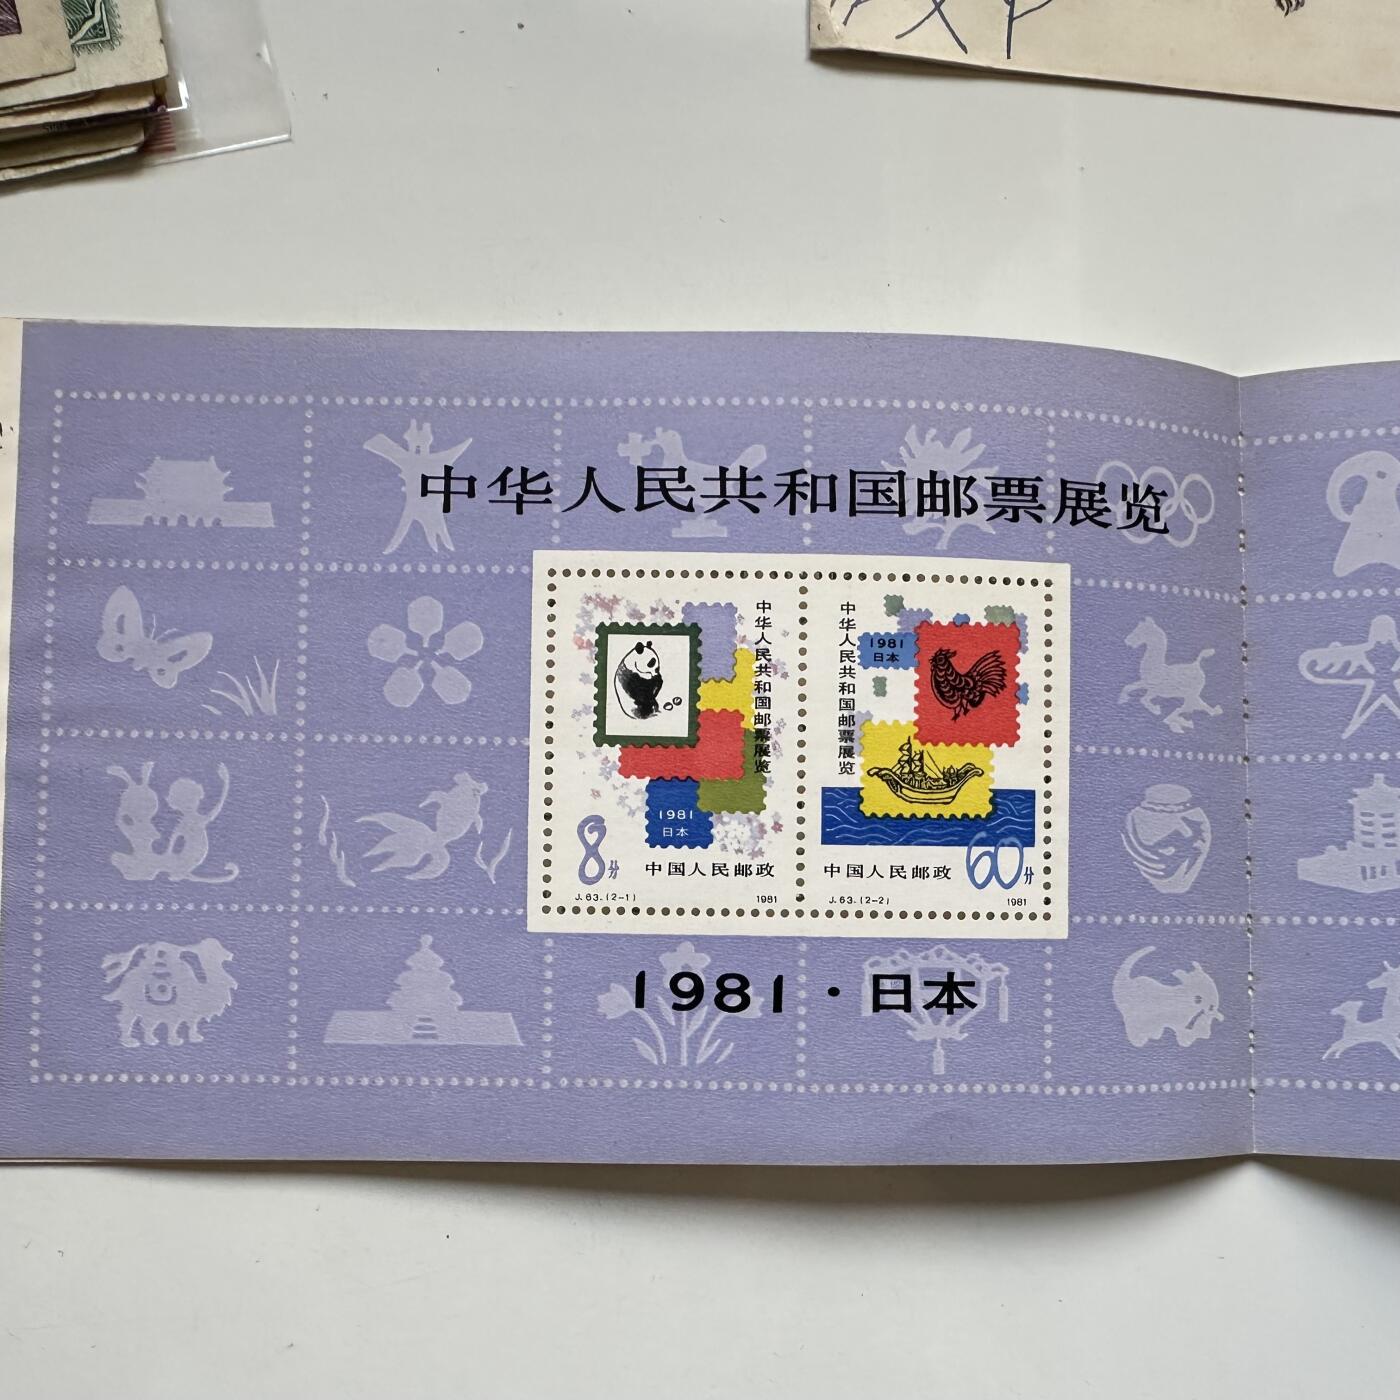 中华人民共和国邮票展览
中华人民共和国邮票展览
1981
日本
8分
中国人民邮政
J.63.(2-1)
1981
中华人民共和国邮票展览
1981
日本
中国人民邮政
60分
J.63.(2-2)
1981
1981·日本